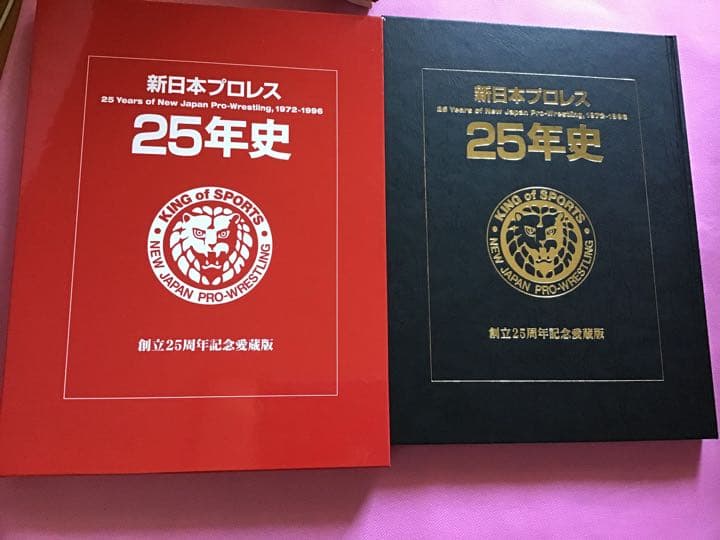 新日本プロレス
25 Years of New Japan Pro-Wrestling, 1972-1996
25年史
KING of SPORTS
NEW JAPAN PRO-WRESTLING
創立25周年記念愛蔵版
新日本プロレス
25 Years of New Japan Pro-Wrestling, 1972-1996
25年史
KING of SPORTS
NEW JAPAN PRO-WRESTLING
創立25周年記念愛蔵版